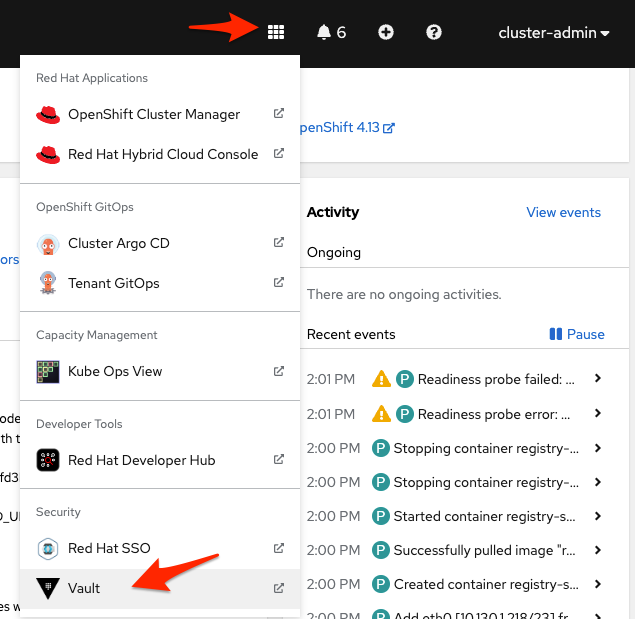 6
cluster-admin
Red Hat Applications
OpenShift Cluster Manager
Red Hat Hybrid Cloud Console
OpenShift GitOps
Cluster Argo CD
Tenant GitOps
Capacity Management
Kube Ops View
Developer Tools
Red Hat Developer Hub
Security
Red Hat SSO
Vault
penShift 4.13
ors
ode
th t
fd3
O_U
es w
Activity
View events
Ongoing
There are no ongoing activities.
Recent events
Pause
2:01 PM P Readiness probe failed: ...
2:01 PM P Readiness probe error: ...
2:00 PM P Stopping container registry-...
2:00 PM P Stopping container registry-...
2:00 PM P Started container registry-s...
2:00 PM P Successfully pulled image "r...
2:00 PM P Created container registry-s...
2:00 PM P Add eth0 [10.130.1.218/23] fr